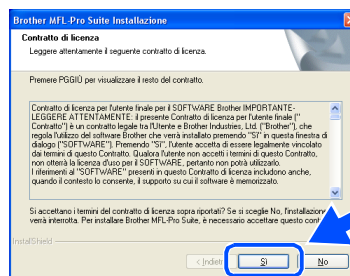 Brother MFL-Pro Suite Installazione
Contratto di licenza
Leggere attentamente il seguente contratto di licenza.
Premere PGGIÙ per visualizzare il resto del contratto.
Contratto di licenza per l'utente finale per il SOFTWARE Brother IMPORTANTE-
LEGGERE ATTENTAMENTE: il presente Contratto di licenza per l'utente finale ("
Contratto") è un contratto legale tra l'Utente e Brother Industries, Ltd. ("Brother"), che
regola l'utilizzo del software Brother che verrà installato premendo "Sì" in questa finestra di
dialogo ("SOFTWARE"). Premendo "Sì", l'utente accetta di essere legalmente vincolato
dai termini di questo Contratto. Qualora l'utente non accetti i termini di questo Contratto,
non otterrà la licenza d'uso per il SOFTWARE, pertanto non potrà utilizzarlo.
I riferimenti al "SOFTWARE" presenti in questo contratto di licenza includono anche,
quando il contesto lo consente, il supporto su cui il software è memorizzato.
Si accettano i termini del contratto di licenza sopra riportati? Se si sceglie No, l'installazione
verrà interrotta. Per installare Brother MFL-Pro Suite, è necessario accettare questo cont
InstallShield
< Indietr
Sì
No